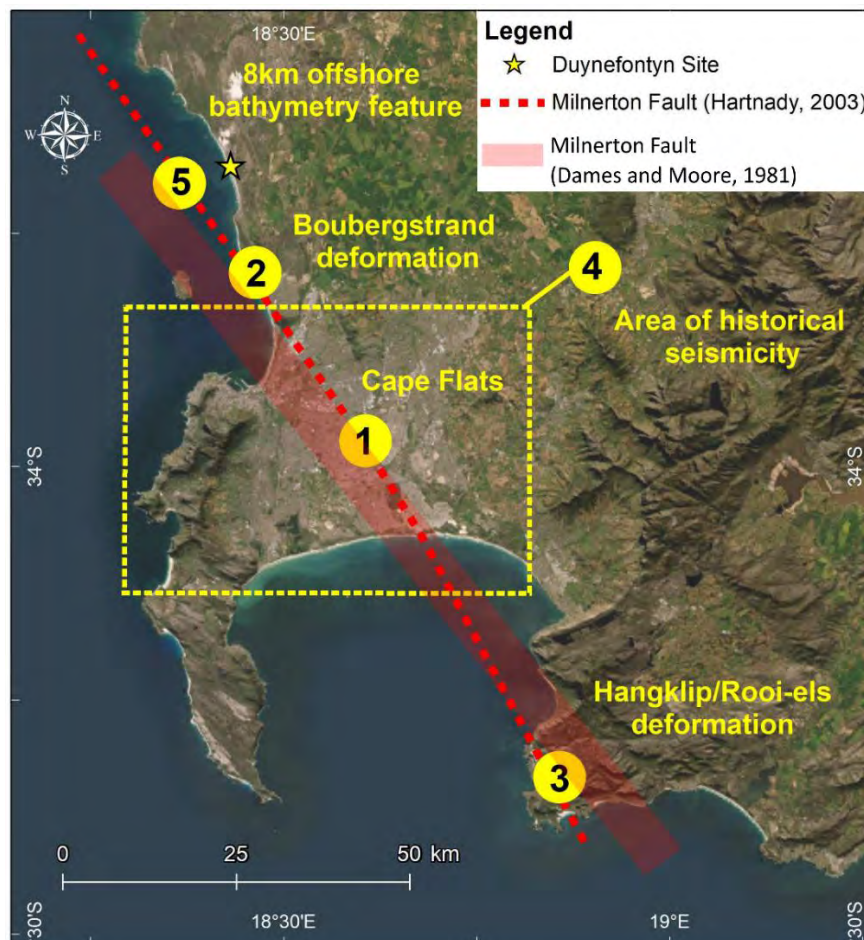 18°30'E
8km offshore
bathymetry feature
Legend
Duynefontyn Site
Milnerton Fault (Hartnady, 2003)
Milnerton Fault
(Dames and Moore, 1981)
N
W E
S
5
Boubergstrand
deformation
2
4
Area of historical
seismicity
Cape Flats
1
34°S
34°S
Hangklip/Rooi-els
deformation
3
0 25 50 km
30'S
18°30'E
19°E
30'S